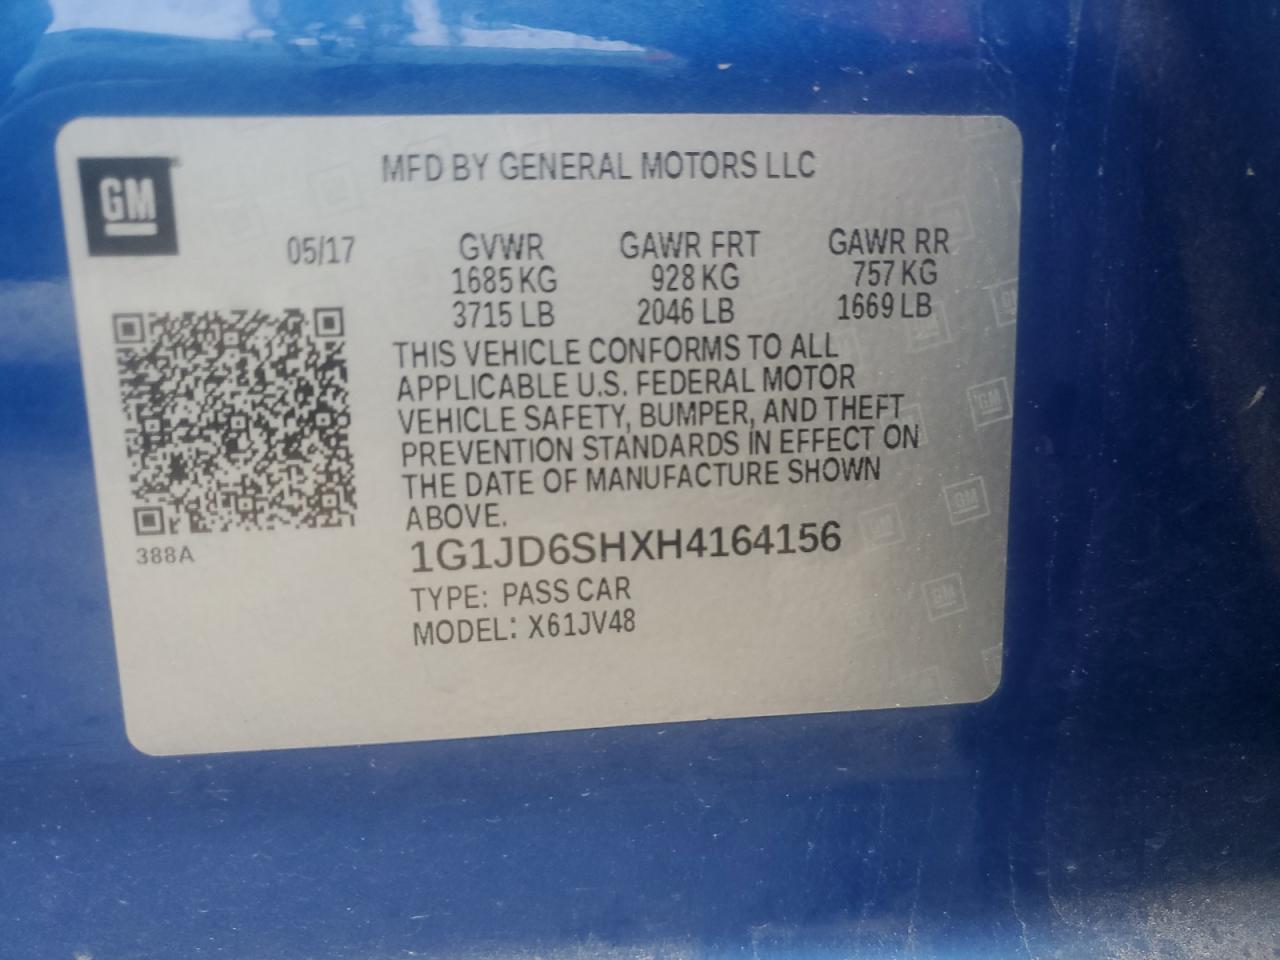 GM
MFD BY GENERAL MOTORS LLC
05/17 GVWR GAWR FRT GAWR RR
1685 KG 928 KG 757 KG
3715 LB 2046 LB 1669 LB
THIS VEHICLE CONFORMS TO ALL
APPLICABLE U.S. FEDERAL MOTOR
VEHICLE SAFETY, BUMPER, AND THEFT
PREVENTION STANDARDS IN EFFECT ON
THE DATE OF MANUFACTURE SHOWN
ABOVE.
388A
1G1JD6SHXH4164156
TYPE: PASS CAR
MODEL: X61JV48